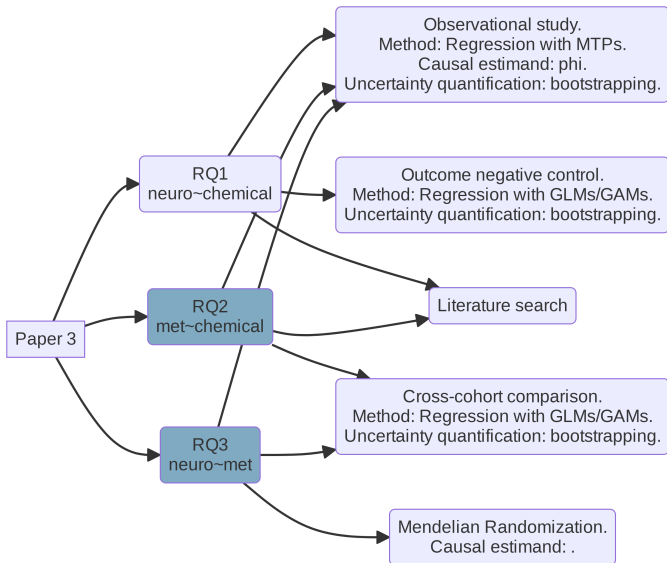 Paper 3
RQ1
neuro~chemical
RQ2
met~chemical
RQ3
neuro~met
Observational study.
Method: Regression with MTPs.
Causal estimand: phi.
Uncertainty quantification: bootstrapping.
Outcome negative control.
Method: Regression with GLMs/GAMs.
Uncertainty quantification: bootstrapping.
Literature search
Cross-cohort comparison.
Method: Regression with GLMs/GAMs.
Uncertainty quantification: bootstrapping.
Mendelian Randomization.
Causal estimand: .